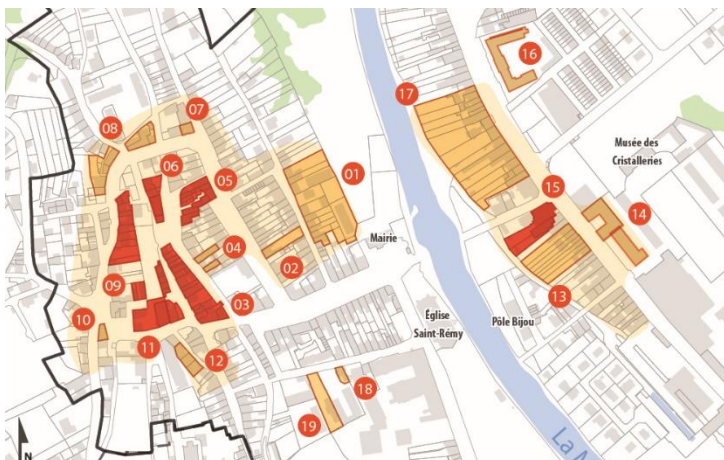 16
17
07
08
Musée des
Cristalleries
06
05
01
15
14
04
Mairie
02
09
03
Église
Saint-Rémy
Pôle Bijou
13
10
11
12
18
19
La M
N